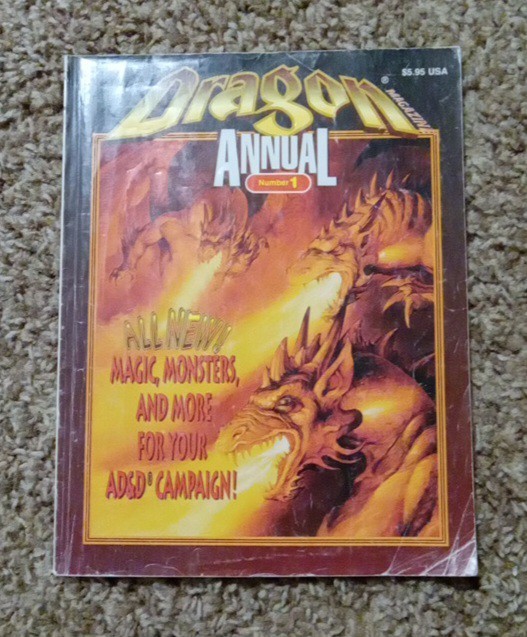 $5.95 USA
Dragon®
MAGAZINE
ANNUAL
Number 1
ALL NEW!!
MAGIC, MONSTERS,
AND MORE
FOR YOUR
AD&D® CAMPAIGN!